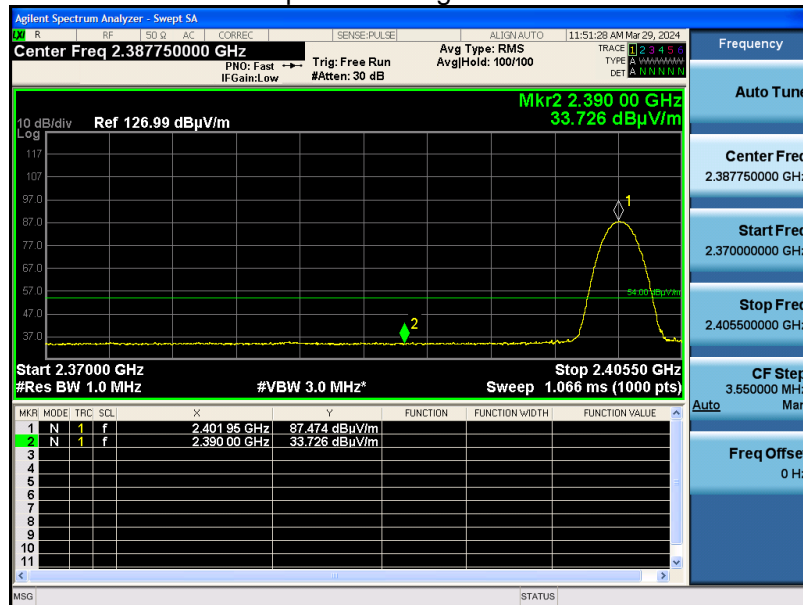 Agilent Spectrum Analyzer - Swept SA
LXI R RF 50 Ω AC CORREC SENSE:PULSE ALIGN AUTO 11:51:28 AM Mar 29, 2024
Center Freq 2.387750000 GHz
PNO: Fast
IFGain:Low
Trig: Free Run
#Atten: 30 dB
Avg Type: RMS
Avg|Hold: 100/100
TRACE 1 2 3 4 5 6
TYPE A WWWWW
DET A N N N N N
Mkr2 2.390 00 GHz
33.726 dBµV/m
10 dB/div Ref 126.99 dBµV/m
Log
117
107
97.0
87.0
77.0
67.0
57.0
47.0
37.0
1
54.00 dBµV/m
2
Start 2.37000 GHz Stop 2.40550 GHz
#Res BW 1.0 MHz #VBW 3.0 MHz* Sweep 1.066 ms (1000 pts)
MKR MODE TRC SCL X Y FUNCTION FUNCTION WIDTH FUNCTION VALUE
1 N 1 f 2.401 95 GHz 87.474 dBµV/m
2 N 1 f 2.390 00 GHz 33.726 dBµV/m
3
4
5
6
7
8
9
10
11
MSG STATUS
Frequency
Auto Tune
Center Freq
2.387750000 GHz
Start Freq
2.370000000 GHz
Stop Freq
2.405500000 GHz
CF Step
3.550000 MHz
Auto Man
Freq Offset
0 Hz